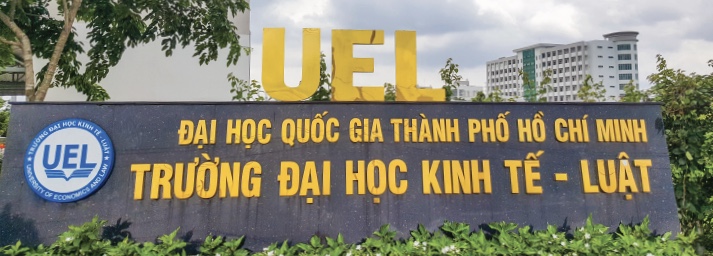 UEL
ĐẠI HỌC QUỐC GIA THÀNH PHỐ HỒ CHÍ MINH
TRƯỜNG ĐẠI HỌC KINH TẾ - LUẬT
TRƯỜNG ĐẠI HỌC KINH TẾ - LUẬT
UEL
UNIVERSITY OF ECONOMICS AND LAW